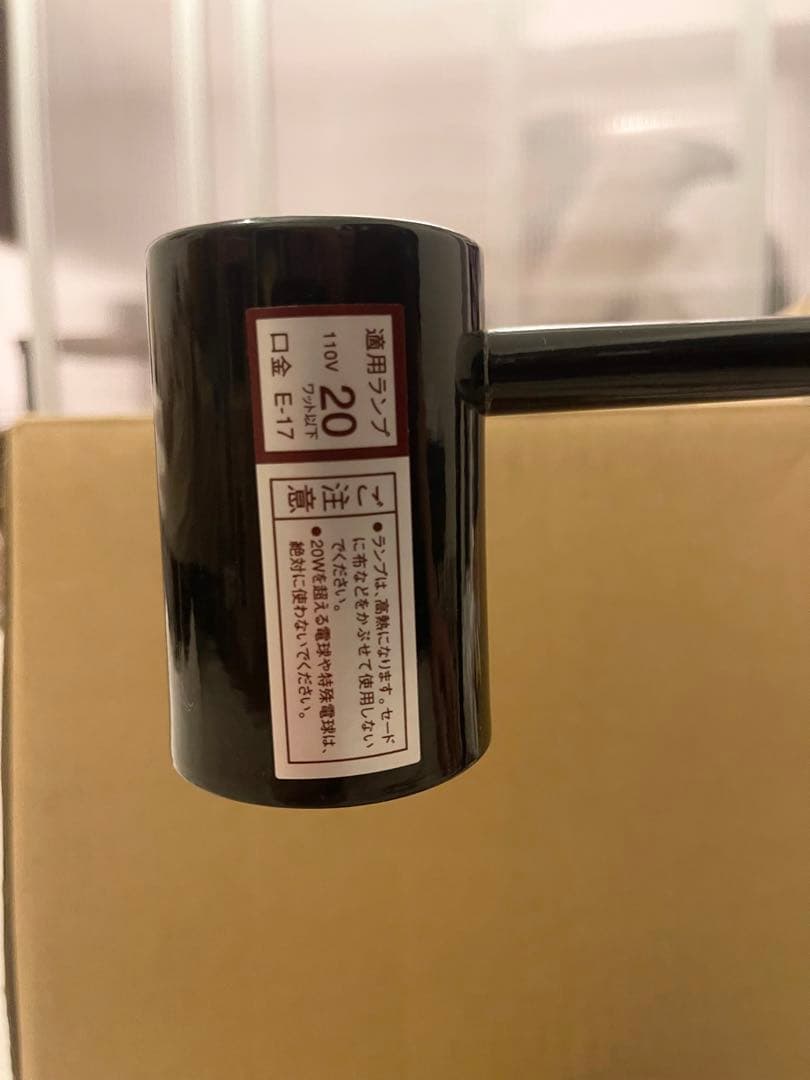 適用ランプ
110V 20 ワット以下
口金 E-17
ご注意
●ランプは、高熱になります。セード
に布などをかぶせて使用しない
でください。
●20Wを超える電球や特殊電球は、
絶対に使わないでください。